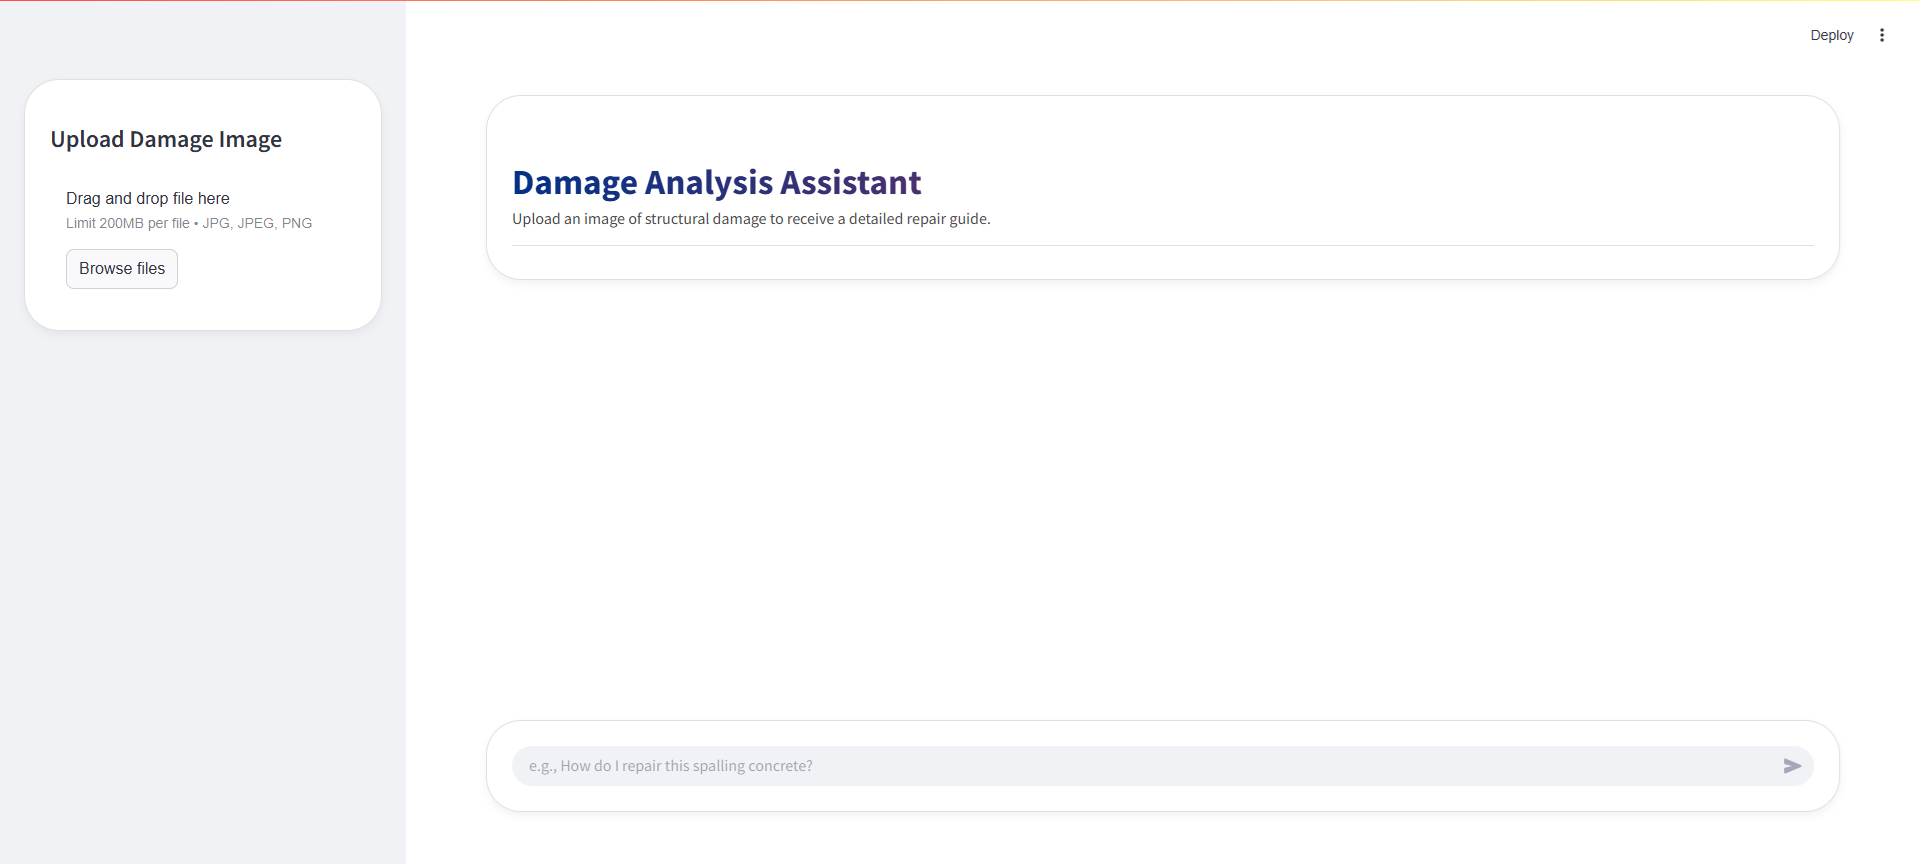 Deploy
Upload Damage Image
Drag and drop file here
Limit 200MB per file • JPG, JPEG, PNG
Browse files
Damage Analysis Assistant
Upload an image of structural damage to receive a detailed repair guide.
e.g., How do I repair this spalling concrete?